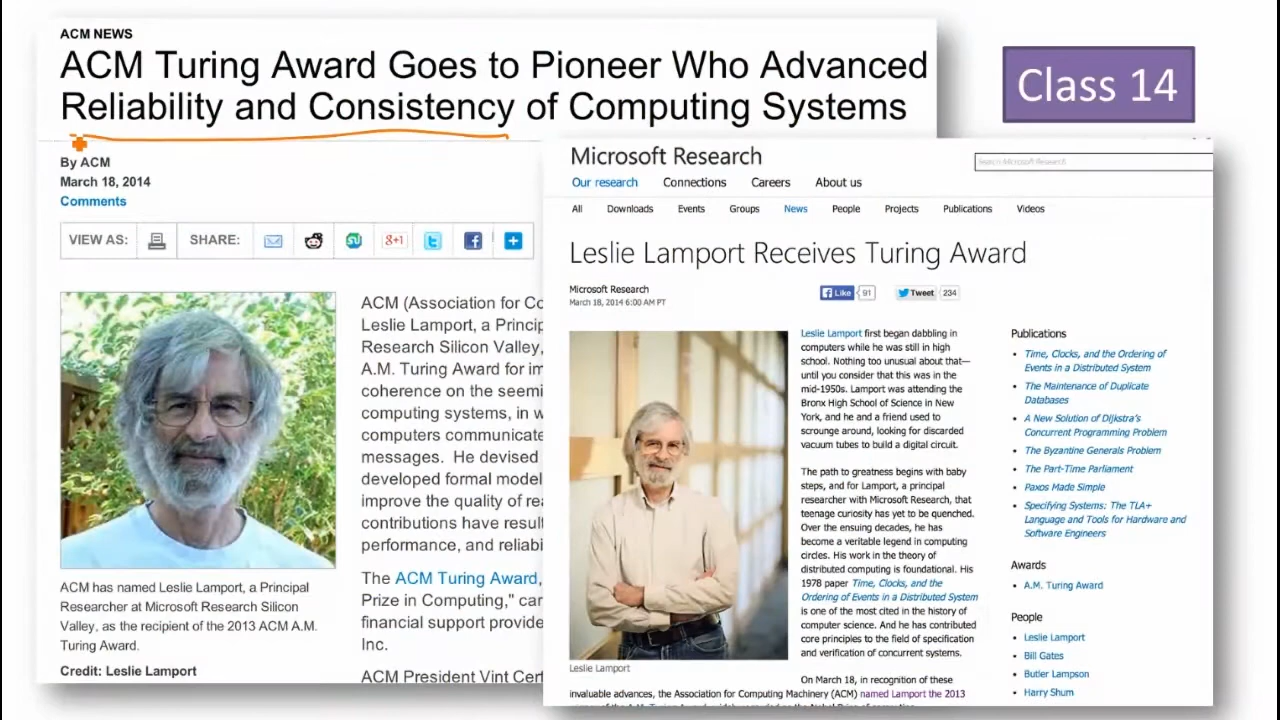 ACM NEWS
ACM Turing Award Goes to Pioneer Who Advanced
Reliability and Consistency of Computing Systems
By ACM
March 18, 2014
Comments
VIEW AS:
SHARE:
g+1
ACM (Association for Co
Leslie Lamport, a Princip
Research Silicon Valley,
A.M. Turing Award for im
coherence on the seemi
computing systems, in w
computers communicate
messages. He devised
developed formal model
improve the quality of rea
contributions have result
performance, and reliabi
The ACM Turing Award,
Prize in Computing," car
financial support provide
Inc.
ACM President Vint Cerf
ACM has named Leslie Lamport, a Principal
Researcher at Microsoft Research Silicon
Valley, as the recipient of the 2013 ACM A.M.
Turing Award.
Credit: Leslie Lamport
Class 14
Microsoft Research
Search Microsoft Research
Our research Connections Careers About us
All Downloads Events Groups News People Projects Publications Videos
Leslie Lamport Receives Turing Award
Microsoft Research
March 18, 2014 6:00 AM PT
Like 91
Tweet 234
Leslie Lamport first began dabbling in
computers while he was still in high
school. Nothing too unusual about that—
until you consider that this was in the
mid-1950s. Lamport was attending the
Bronx High School of Science in New
York, and he and a friend used to
scrounge around, looking for discarded
vacuum tubes to build a digital circuit.
The path to greatness begins with baby
steps, and for Lamport, a principal
researcher with Microsoft Research, that
teenage curiosity has yet to be quenched.
Over the ensuing decades, he has
become a veritable legend in computing
circles. His work in the theory of
distributed computing is foundational. His
1978 paper Time, Clocks, and the
Ordering of Events in a Distributed System
is one of the most cited in the history of
computer science. And he has contributed
core principles to the field of specification
and verification of concurrent systems.
Leslie Lamport
On March 18, in recognition of these
invaluable advances, the Association for Computing Machinery (ACM) named Lamport the 2013
Publications
Time, Clocks, and the Ordering of
Events in a Distributed System
The Maintenance of Duplicate
Databases
A New Solution of Dijkstra's
Concurrent Programming Problem
The Byzantine Generals Problem
The Part-Time Parliament
Paxos Made Simple
Specifying Systems: The TLA+
Language and Tools for Hardware and
Software Engineers
Awards
A.M. Turing Award
People
Leslie Lamport
Bill Gates
Butler Lampson
Harry Shum